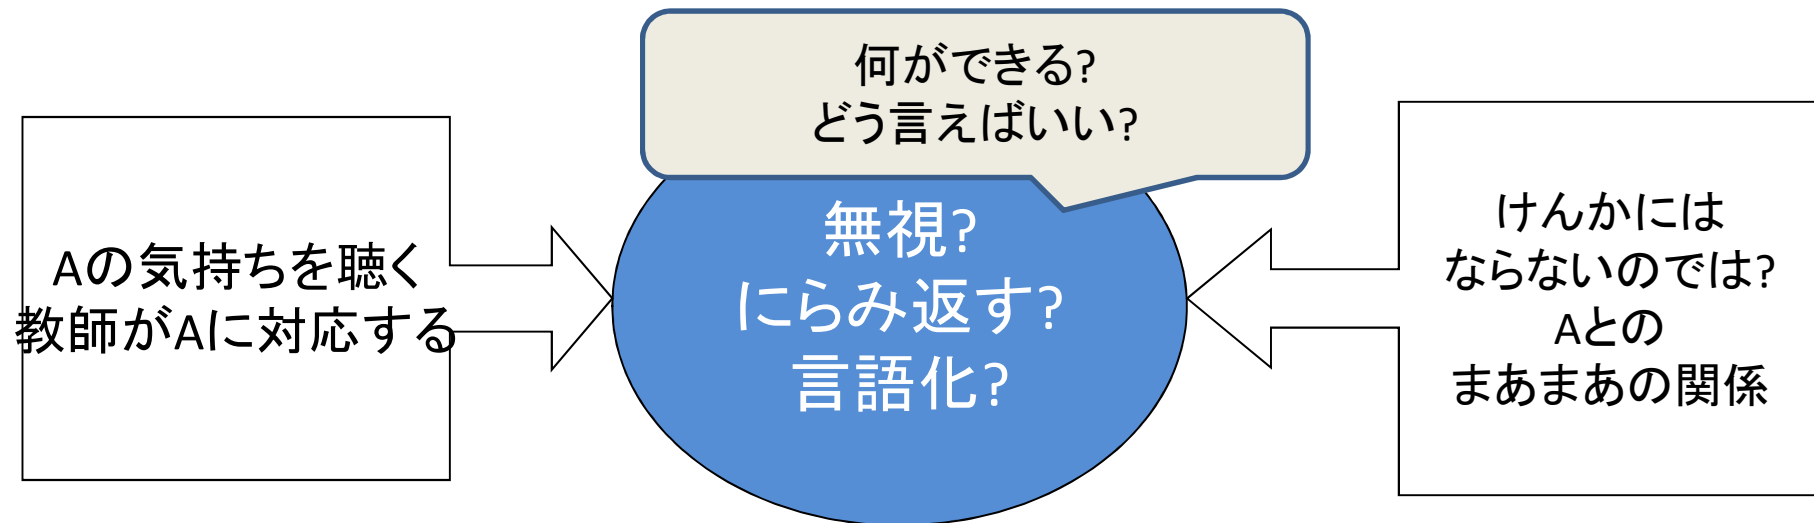 何ができる?
どう言えばいい?
Aの気持ちを聴く
教師がAに対応する
無視?
にらみ返す?
言語化?
けんかには
ならないのでは?
Aとの
まあまあの関係